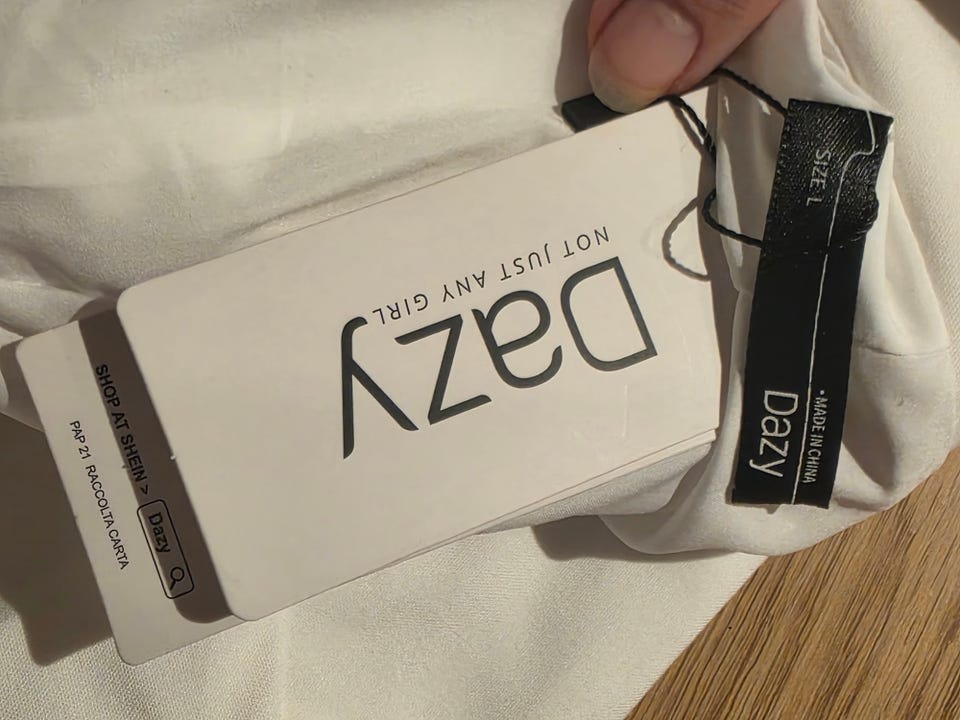 Dazy
NOT JUST ANY GIRL
SHOP AT SHEIN >
Dazy
PAP 21 RACCOLTA CARTA
SIZE L
Dazy
•MADE IN CHINA